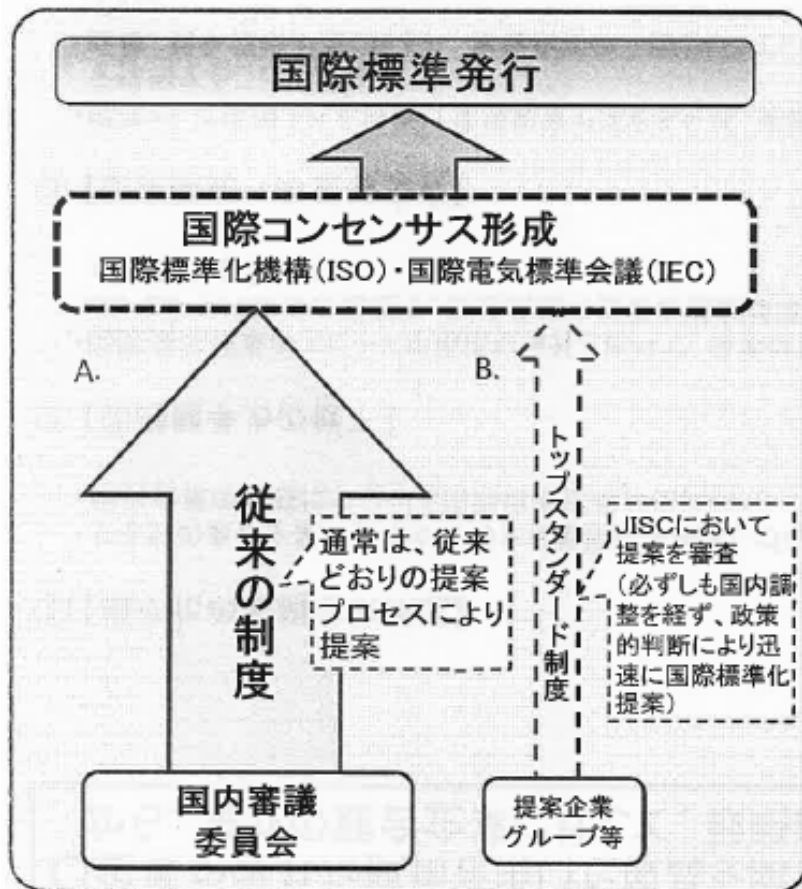 国際標準発行
国際コンセンサス形成
国際標準化機構(ISO)・国際電気標準会議(IEC)
A.
B.
従来の制度
通常は、従来
どおりの提案
プロセスにより
提案
トップスタンダード制度
JISCにおいて
提案を審査
(必ずしも国内調
整を経ず、政策
的判断により迅
速に国際標準化
提案)
国内審議
委員会
提案企業
グループ等